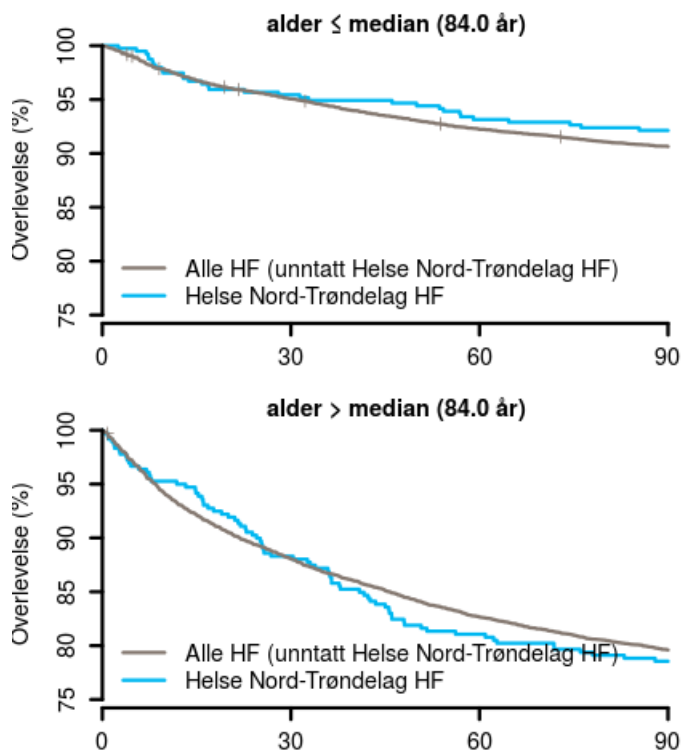 alder ≤ median (84.0 år)
Overlevelse (%)
100
95
90
85
80
75
Alle HF (unntatt Helse Nord-Trøndelag HF)
Helse Nord-Trøndelag HF
0 30 60 90
alder > median (84.0 år)
Overlevelse (%)
100
95
90
85
80
75
Alle HF (unntatt Helse Nord-Trøndelag HF)
Helse Nord-Trøndelag HF
0 30 60 90